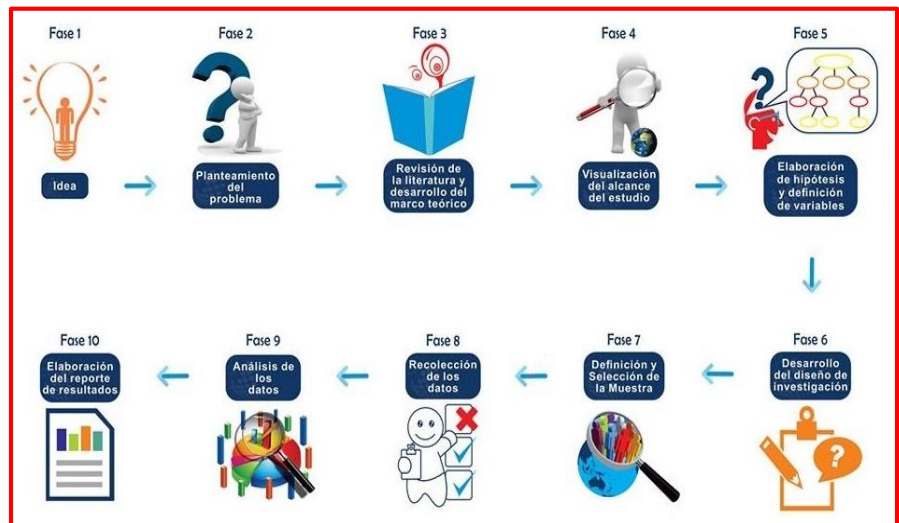 Fase 1
Idea
Fase 2
Planteamiento
del
problema
Fase 3
Revisión de
la literatura y
desarrollo del
marco teórico
Fase 4
Visualización
del alcance
del estudio
Fase 5
Elaboración
de hipótesis
y definición
de variables
Fase 6
Desarrollo
del diseño de
investigación
Fase 7
Definición y
Selección de
la Muestra
Fase 8
Recolección
de los
datos
Fase 9
Análisis de
los
datos
Fase 10
Elaboración
del reporte
de resultados